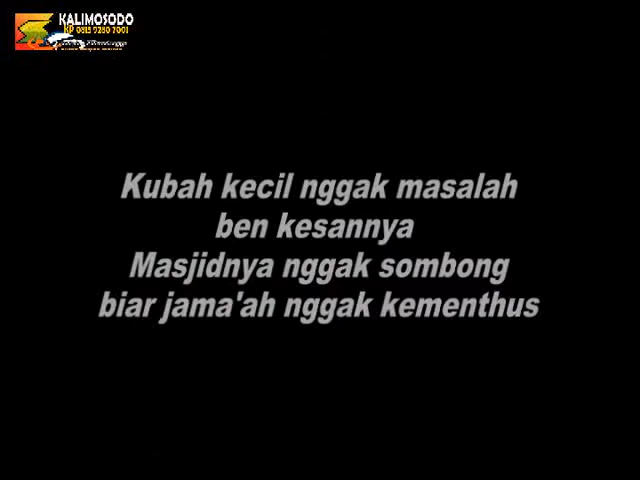 KALIMOSODO
Kubah kecil nggak masalah
ben kesannya
Masjidnya nggak sombong
biar jama'ah nggak kementhus